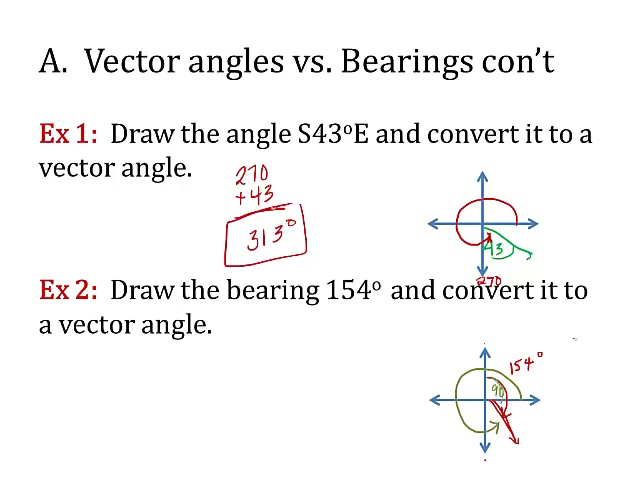 A. Vector angles vs. Bearings con't
Ex 1: Draw the angle S43°E and convert it to a
vector angle.
270
+43
313°
43
270
Ex 2: Draw the bearing 154° and convert it to
a vector angle.
154°
90